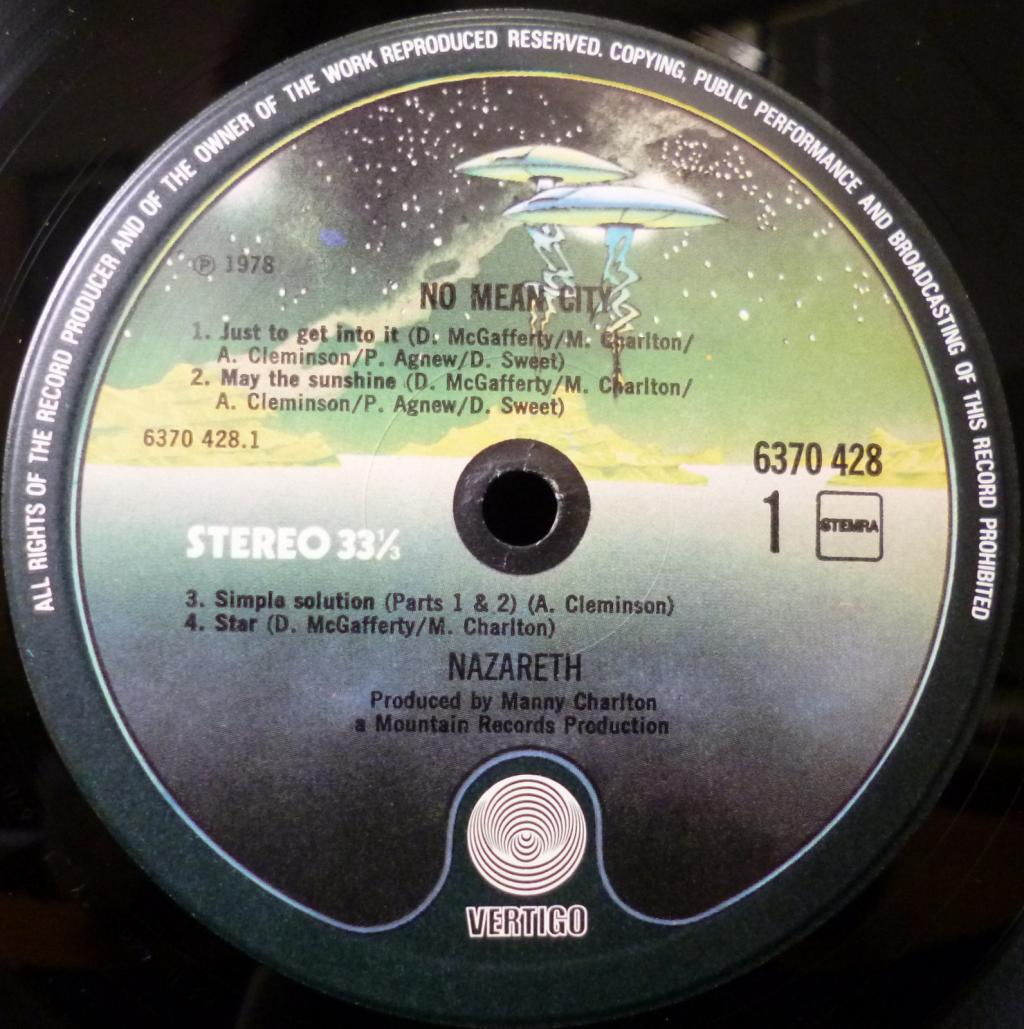 ALL RIGHTS OF THE RECORD PRODUCER AND OF THE OWNER OF THE WORK REPRODUCED RESERVED. COPYING, PUBLIC PERFORMANCE AND BROADCASTING OF THIS RECORD PROHIBITED
℗ 1978
NO MEAN CITY
1. Just to get into it (D. McGafferty/M. Charlton/
A. Cleminson/P. Agnew/D. Sweet)
2. May the sunshine (D. McGafferty/M. Charlton/
A. Cleminson/P. Agnew/D. Sweet)
6370 428.1
6370 428
1
STEMRA
STEREO 33⅓
3. Simple solution (Parts 1 & 2) (A. Cleminson)
4. Star (D. McGafferty/M. Charlton)
NAZARETH
Produced by Manny Charlton
a Mountain Records Production
VERTIGO